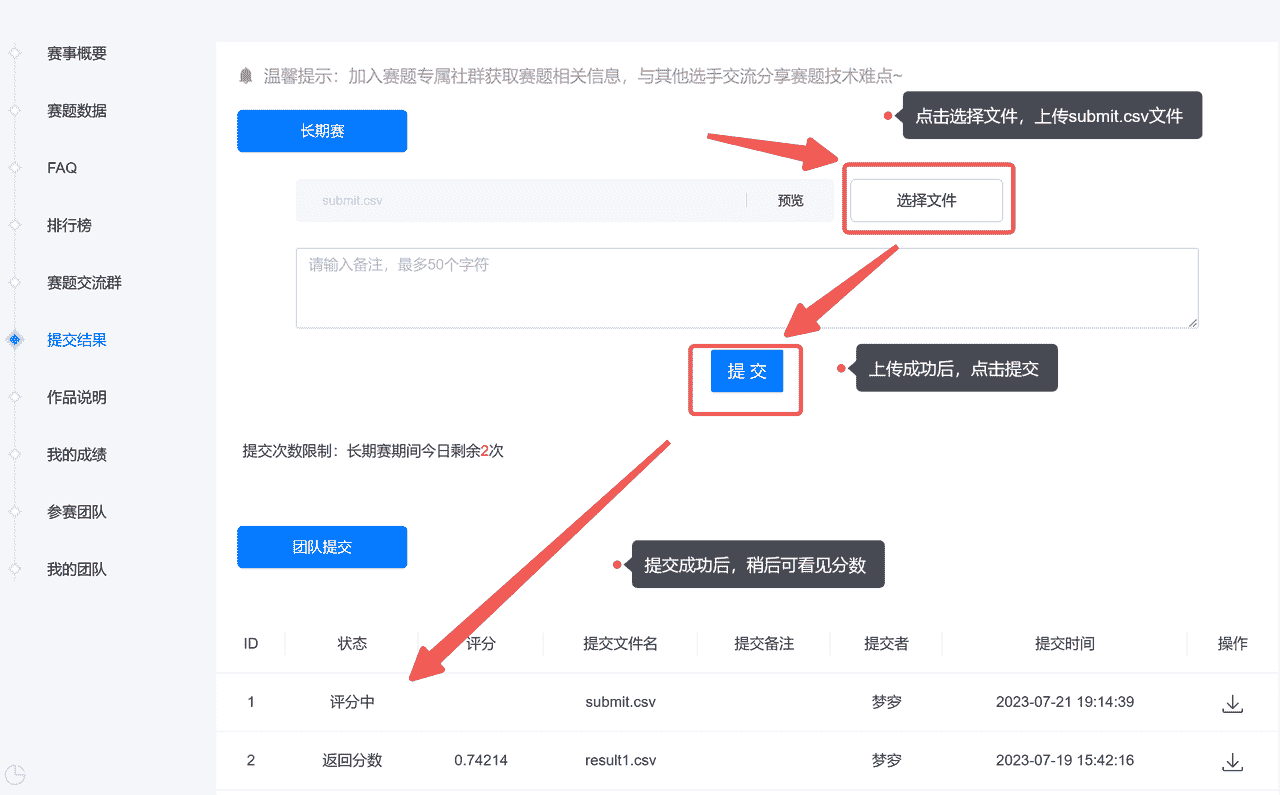 赛事概要
赛题数据
FAQ
排行榜
赛题交流群
提交结果
作品说明
我的成绩
参赛团队
我的团队
温馨提示：加入赛题专属社群获取赛题相关信息，与其他选手交流分享赛题技术难点~
长期赛
点击选择文件，上传submit.csv文件
submit.csv 预览 选择文件
请输入备注，最多50个字符
提 交
上传成功后，点击提交
提交次数限制：长期赛期间今日剩余2次
团队提交
提交成功后，稍后可看见分数
ID 状态 评分 提交文件名 提交备注 提交者 提交时间 操作
1 评分中 submit.csv 梦穸 2023-07-21 19:14:39
2 返回分数 0.74214 result1.csv 梦穸 2023-07-19 15:42:16